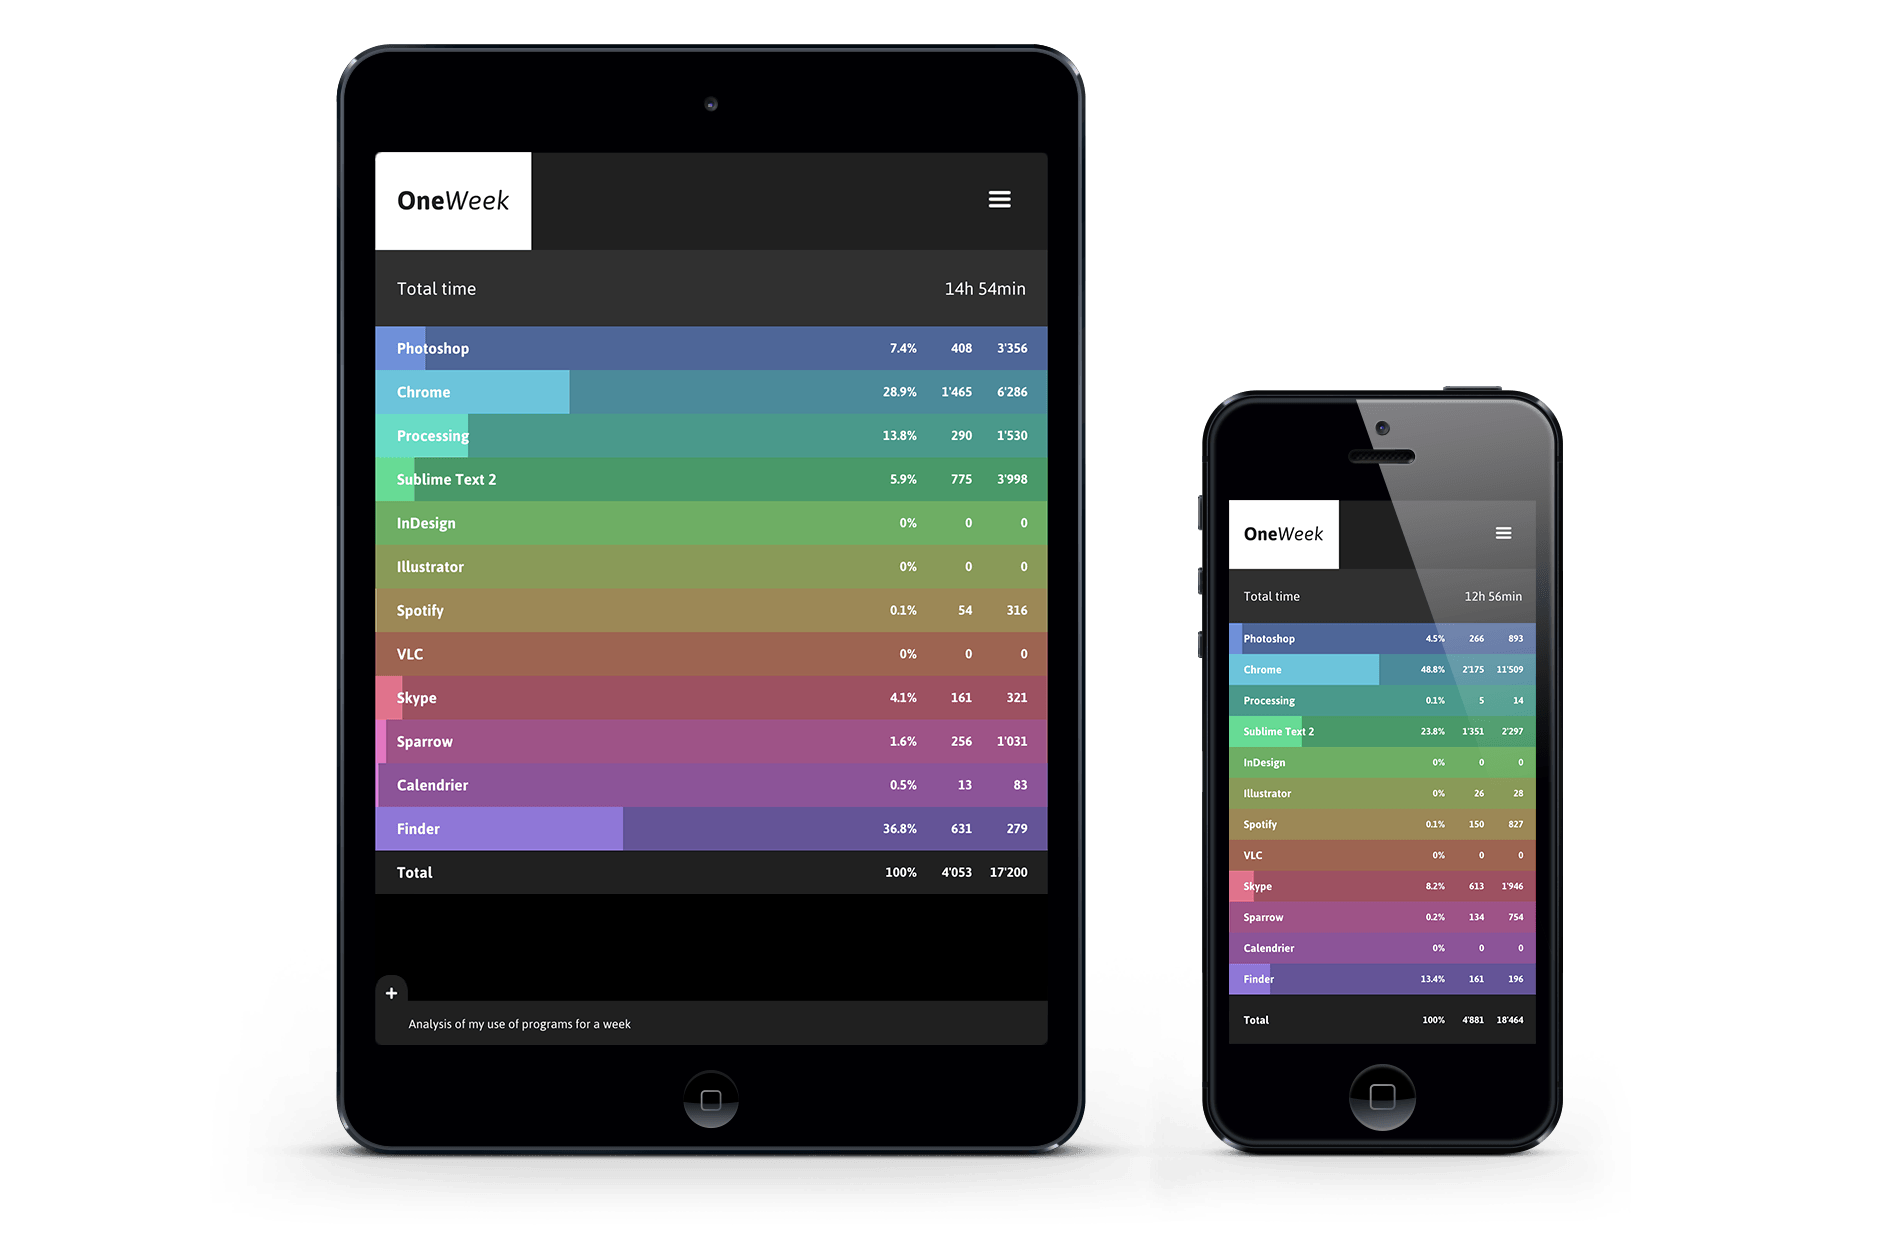 OneWeek
Total time 14h 54min
Photoshop 7.4% 408 3'356
Chrome 28.9% 1'465 6'286
Processing 13.8% 290 1'530
Sublime Text 2 5.9% 775 3'998
InDesign 0% 0 0
Illustrator 0% 0 0
Spotify 0.1% 54 316
VLC 0% 0 0
Skype 4.1% 161 321
Sparrow 1.6% 256 1'031
Calendrier 0.5% 13 83
Finder 36.8% 631 279
Total 100% 4'053 17'200
+
Analysis of my use of programs for a week
OneWeek
Total time 12h 56min
Photoshop 4.5% 266 893
Chrome 48.8% 2'175 11'509
Processing 0.1% 5 14
Sublime Text 2 23.8% 1'351 2'297
InDesign 0% 0 0
Illustrator 0% 26 28
Spotify 0.1% 150 827
VLC 0% 0 0
Skype 8.2% 613 1'946
Sparrow 0.2% 134 754
Calendrier 0% 0 0
Finder 13.4% 161 196
Total 100% 4'881 18'464